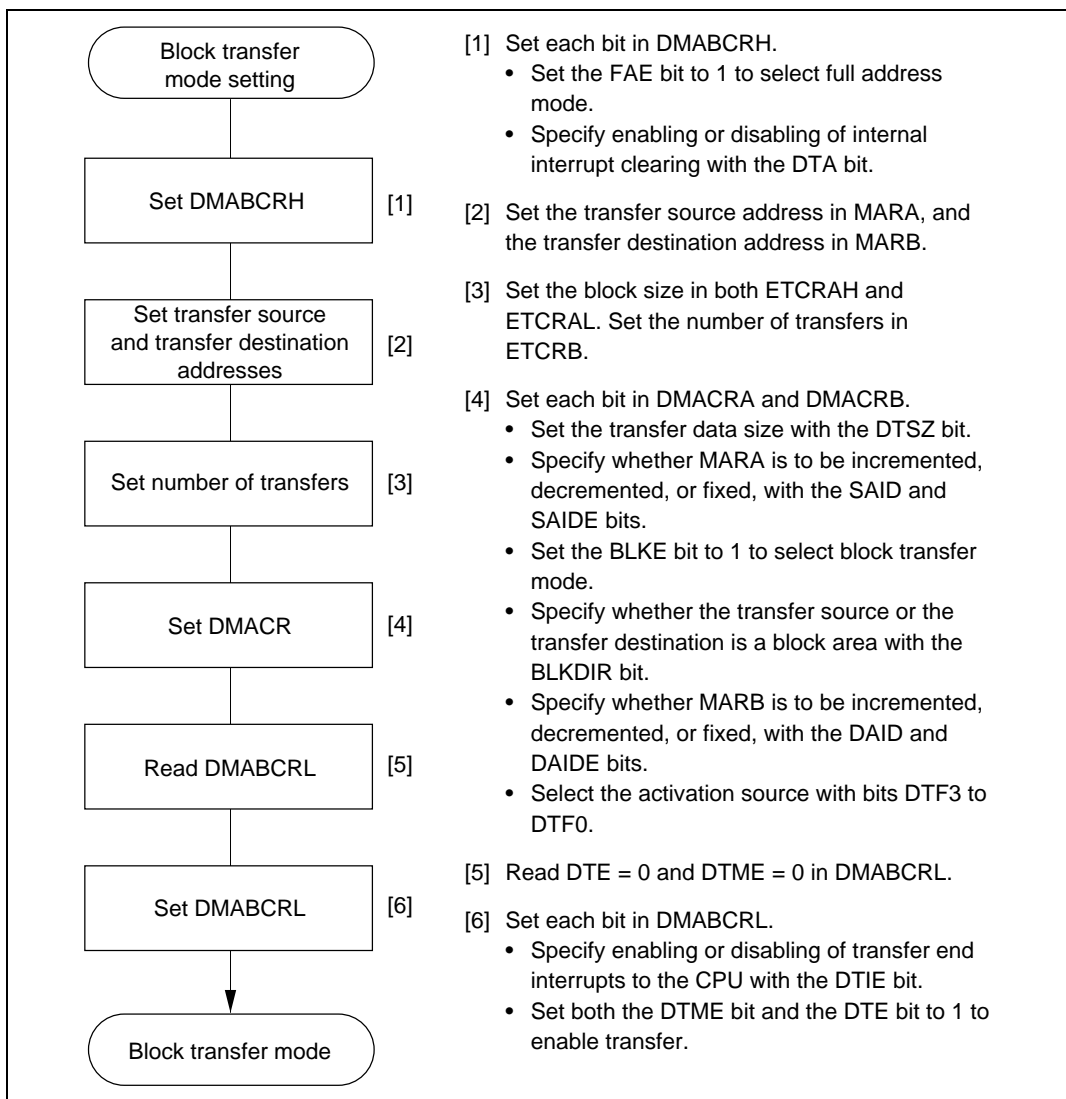 Block transfer
mode setting
Set DMABCRH
[1]
Set transfer source
and transfer destination
addresses
[2]
Set number of transfers
[3]
Set DMACR
[4]
Read DMABCRL
[5]
Set DMABCRL
[6]
Block transfer mode
[1] Set each bit in DMABCRH.
• Set the FAE bit to 1 to select full address
mode.
• Specify enabling or disabling of internal
interrupt clearing with the DTA bit.
[2] Set the transfer source address in MARA, and
the transfer destination address in MARB.
[3] Set the block size in both ETCRAH and
ETCRAL. Set the number of transfers in
ETCRB.
[4] Set each bit in DMACRA and DMACRB.
• Set the transfer data size with the DTSZ bit.
• Specify whether MARA is to be incremented,
decremented, or fixed, with the SAID and
SAIDE bits.
• Set the BLKE bit to 1 to select block transfer
mode.
• Specify whether the transfer source or the
transfer destination is a block area with the
BLKDIR bit.
• Specify whether MARB is to be incremented,
decremented, or fixed, with the DAID and
DAIDE bits.
• Select the activation source with bits DTF3 to
DTF0.
[5] Read DTE = 0 and DTME = 0 in DMABCRL.
[6] Set each bit in DMABCRL.
• Specify enabling or disabling of transfer end
interrupts to the CPU with the DTIE bit.
• Set both the DTME bit and the DTE bit to 1 to
enable transfer.